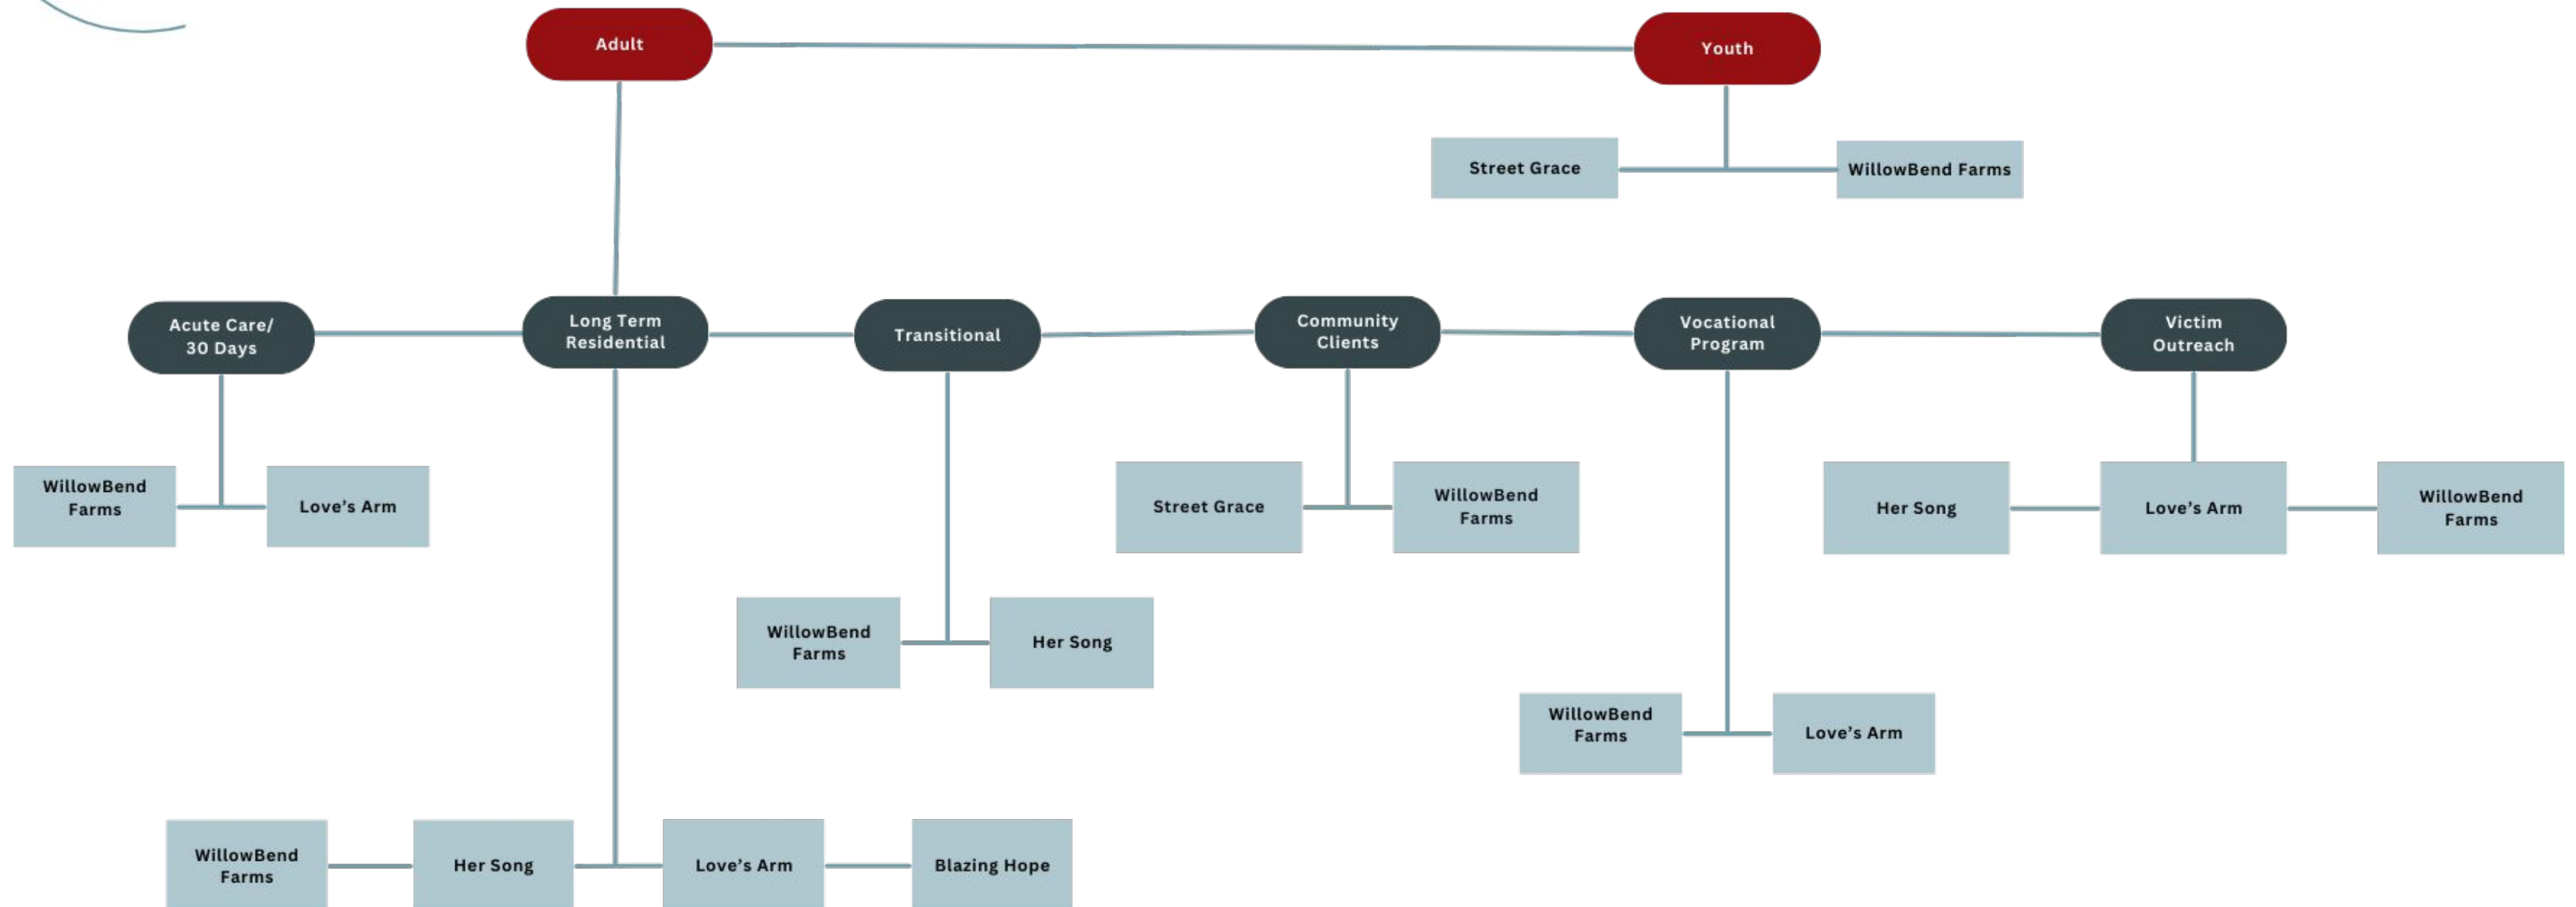 Adult
Youth
Street Grace
WillowBend Farms
Acute Care/
30 Days
Long Term
Residential
Transitional
Community
Clients
Vocational
Program
Victim
Outreach
WillowBend
Farms
Love's Arm
Street Grace
WillowBend
Farms
Her Song
Love's Arm
WillowBend
Farms
WillowBend
Farms
Her Song
WillowBend
Farms
Love's Arm
WillowBend
Farms
Her Song
Love's Arm
Blazing Hope